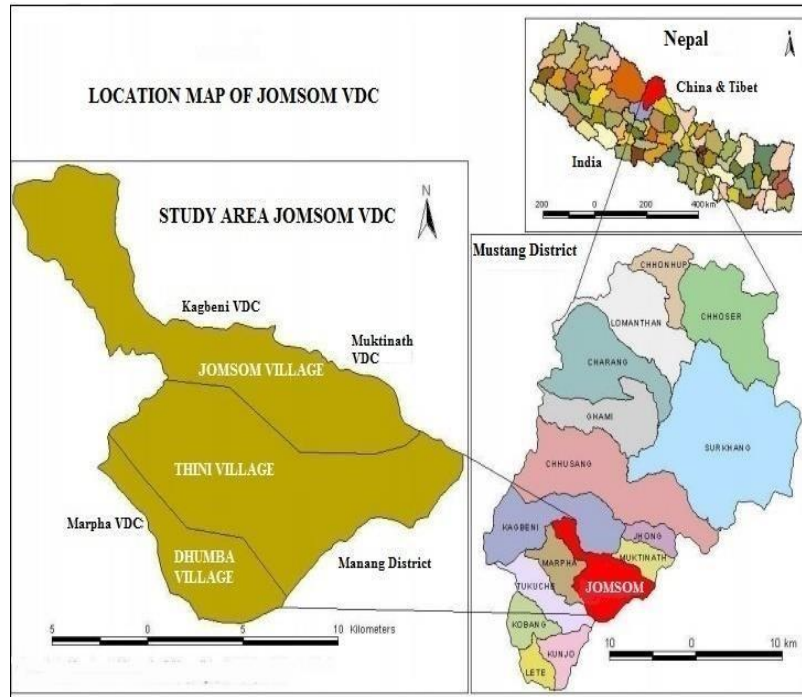 LOCATION MAP OF JOMSOM VDC
Nepal
China & Tibet
India
200 0 200 400 km
STUDY AREA JOMSOM VDC
N
Kagbeni VDC
Muktinath
VDC
JOMSOM VILLAGE
THINI VILLAGE
Marpha VDC
DHUMBA
VILLAGE
Manang District
5 0 5 10 Kilometers
Mustang District
CHHONHUP
CHHOSER
LOMANTHAN
CHARANG
GHAMI
SURKHANG
CHHUSANG
KAGBENI
JHONG
MUKTINATH
MARPHA
JOMSOM
TUKUCHE
KOBANG
KUNJO
LETE
10 0 10 km